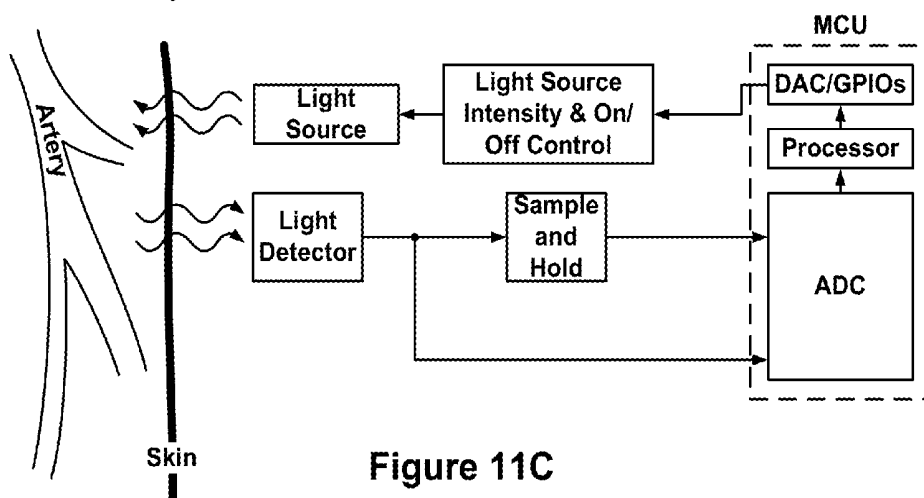 MCU
Light
Source
Light Source
Intensity & On/
Off Control
DAC/GPIOs
Processor
Artery
Light
Detector
Sample
and
Hold
ADC
Skin
Figure 11C